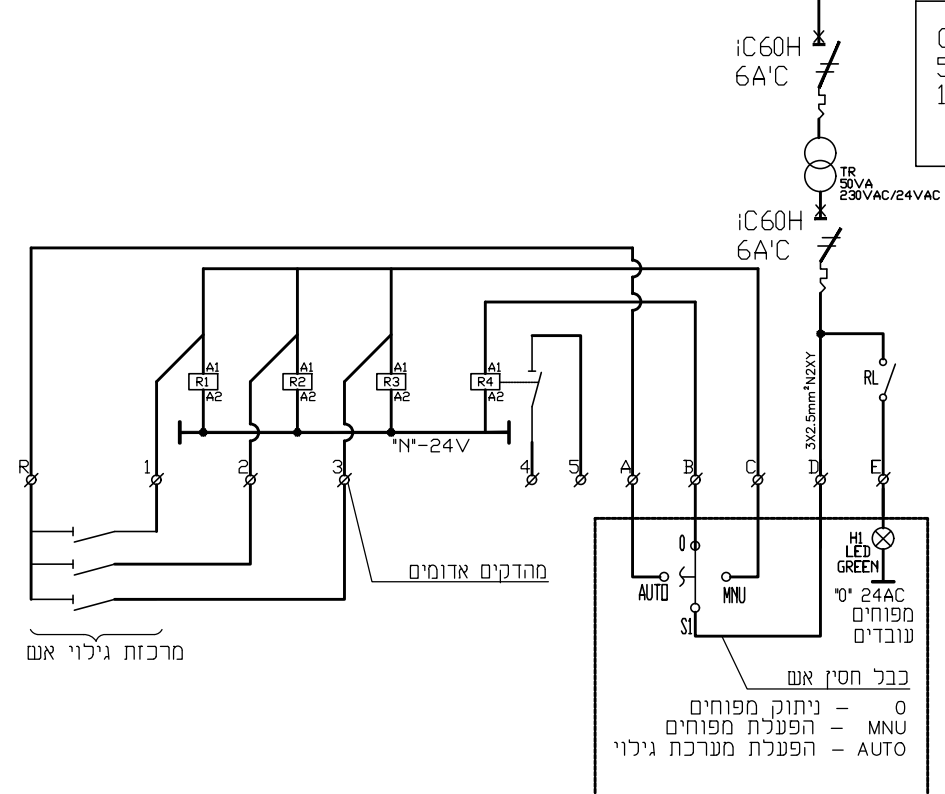 iC60H
6A'C
TR
50VA
230VAC/24VAC
iC60H
6A'C
3X2.5mm²N2XY
RL
A1
R1
A2
A1
R2
A2
A1
R3
A2
A1
R4
A2
"N"-24V
R
1
2
3
4
5
A
B
C
D
E
מהדקים אדומים
מרכזת גילוי אש
0
AUTO
MNU
S1
H1
LED
GREEN
"0" 24AC
מפוחים
עובדים
כבל חסין אש
0 – ניתוק מפוחים
MNU – הפעלת מפוחים
AUTO – הפעלת מערכת גילוי